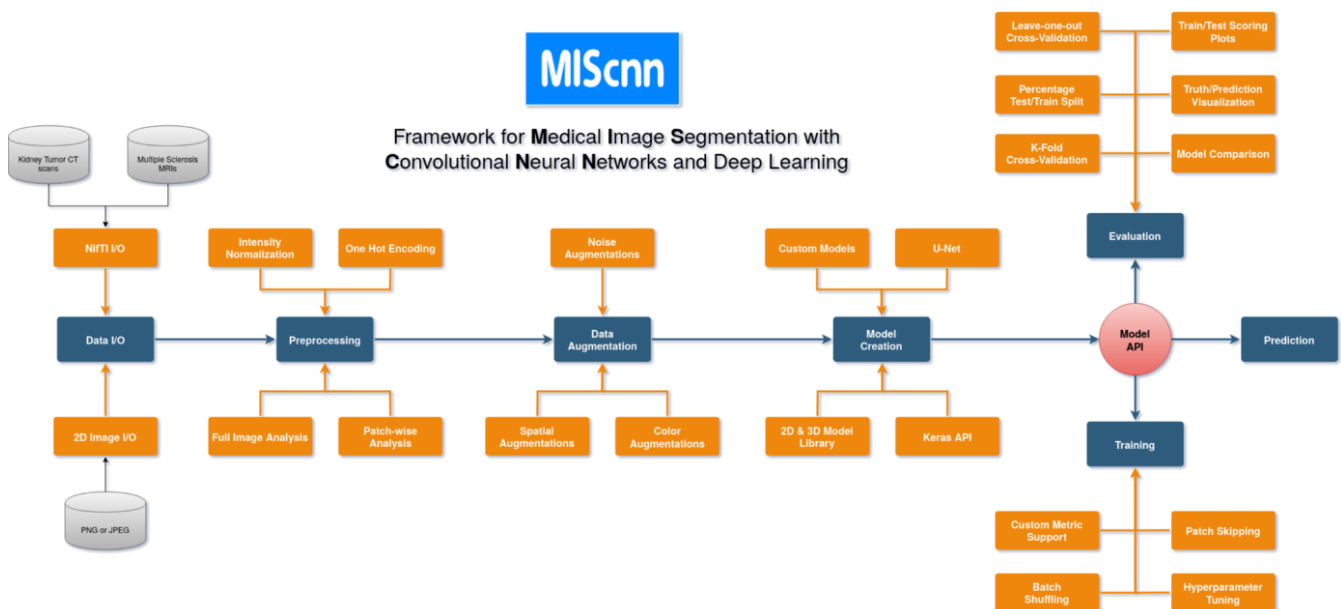 Leave-one-out
Cross-Validation
Train/Test Scoring
Plots
MIScnn
Percentage
Test/Train Split
Truth/Prediction
Visualization
Framework for Medical Image Segmentation with
Convolutional Neural Networks and Deep Learning
Kidney Tumor CT
scans
Multiple Sclerosis
MRIs
K-Fold
Cross-Validation
Model Comparison
NIfTI I/O
Intensity
Normalization
One Hot Encoding
Noise
Augmentations
Custom Models
U-Net
Evaluation
Data I/O
Preprocessing
Data
Augmentation
Model
Creation
Model
API
Prediction
2D Image I/O
Full Image Analysis
Patch-wise
Analysis
Spatial
Augmentations
Color
Augmentations
2D & 3D Model
Library
Keras API
Training
PNG or JPEG
Custom Metric
Support
Patch Skipping
Batch
Shuffling
Hyperparameter
Tuning